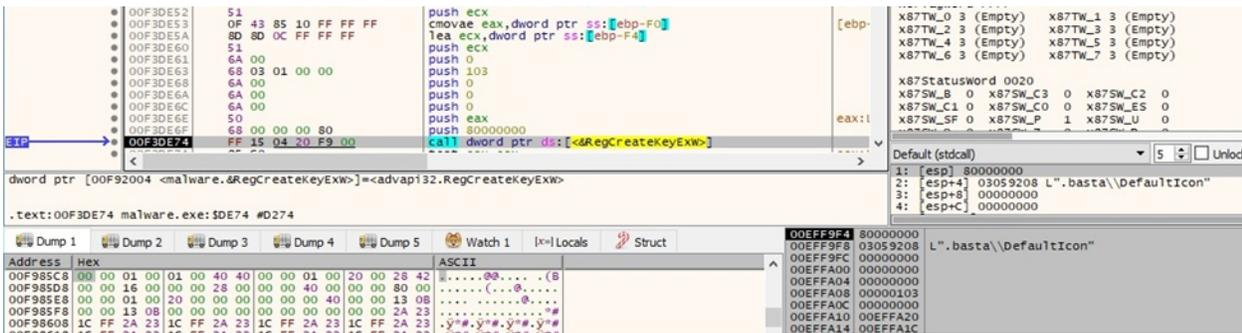 00F3DE52 51 push ecx
00F3DE53 0F 43 85 10 FF FF FF cmovae eax,dword ptr ss:[ebp-F0] [ebp-
00F3DE5A 8D 8D 0C FF FF FF lea ecx,dword ptr ss:[ebp-F4]
00F3DE60 51 push ecx
00F3DE61 6A 00 push 0
00F3DE63 68 03 01 00 00 push 103
00F3DE68 6A 00 push 0
00F3DE6A 6A 00 push 0
00F3DE6C 6A 00 push 0
00F3DE6E 50 push eax eax:L
00F3DE6F 68 00 00 00 80 push 80000000
EIP 00F3DE74 FF 15 04 20 F9 00 call dword ptr ds:[<&RegCreateKeyExW>]
x87TW_0 3 (Empty) x87TW_1 3 (Empty)
x87TW_2 3 (Empty) x87TW_3 3 (Empty)
x87TW_4 3 (Empty) x87TW_5 3 (Empty)
x87TW_6 3 (Empty) x87TW_7 3 (Empty)
x87StatusWord 0020
x87SW_B 0 x87SW_C3 0 x87SW_C2 0
x87SW_C1 0 x87SW_C0 0 x87SW_ES 0
x87SW_SF 0 x87SW_P 1 x87SW_U 0
Default (stdcall) 5 Unloc
1: [esp] 80000000
2: [esp+4] 03059208 L".basta\\DefaultIcon"
3: [esp+8] 00000000
4: [esp+C] 00000000
dword ptr [00F92004 <malware.&RegCreateKeyExW>]=<advapi32.RegCreateKeyExW>
.text:00F3DE74 malware.exe:$DE74 #D274
Dump 1 Dump 2 Dump 3 Dump 4 Dump 5 Watch 1 [x=] Locals Struct
Address Hex ASCII
00F985C8 00 00 01 00 01 00 40 40 00 00 01 00 20 00 28 42 ......@@.... .(B
00F985D8 00 00 16 00 00 00 28 00 00 00 40 00 00 00 80 00 ......(...@.....
00F985E8 00 00 01 00 20 00 00 00 00 00 00 40 00 00 13 0B
00F985F8 00 00 13 0B 00 00 00 00 00 00 00 00 00 00 2A 23
00F98608 1C FF 2A 23 1C FF 2A 23 1C FF 2A 23 1C FF 2A 23 .ÿ*#.ÿ*#.ÿ*#.ÿ*#
00EFF9F4 80000000
00EFF9F8 03059208 L".basta\\DefaultIcon"
00EFF9FC 00000000
00EFFA00 00000000
00EFFA04 00000000
00EFFA08 00000103
00EFFA0C 00000000
00EFFA10 00EFFA20
00EFFA14 00EFFA1C